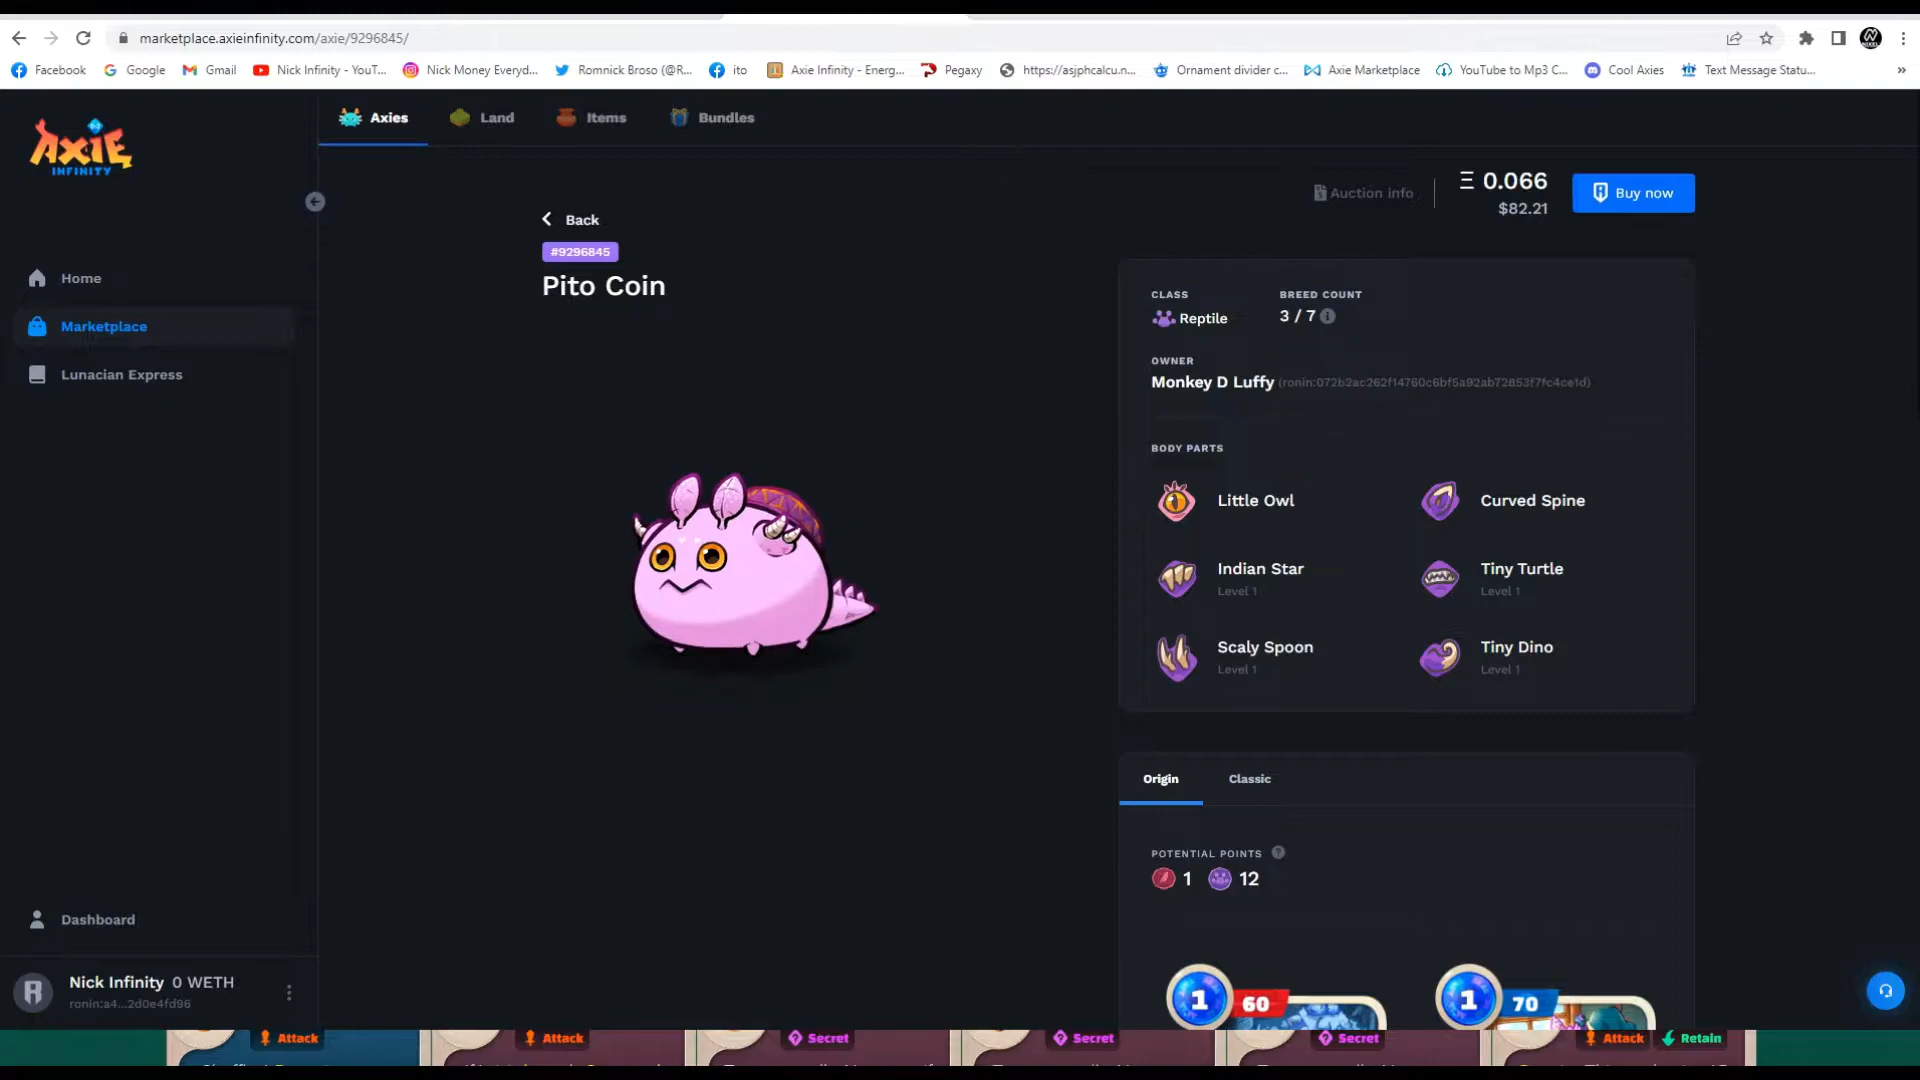 marketplace.axieinfinity.com/axie/9296845/
Facebook Google Gmail Nick Infinity - YouT... Nick Money Everyd... Romnick Broso (@R... ito Axie Infinity - Energ... Pegaxy https://asjphcalcu.n... Ornament divider c... Axie Marketplace YouTube to Mp3 C... Cool Axies Text Message Statu... »
AXIE
INFINITY
Axies Land Items Bundles
Auction info Ξ 0.066 Buy now
$82.21
Back
#9296845
Pito Coin
Home
Marketplace
Lunacian Express
CLASS BREED COUNT
Reptile 3 / 7
OWNER
Monkey D Luffy (ronin:072b2ac262f14760c6bf5a92ab72853f7fc4ce1d)
BODY PARTS
Little Owl Curved Spine
Indian Star Tiny Turtle
Level 1 Level 1
Scaly Spoon Tiny Dino
Level 1 Level 1
Origin Classic
POTENTIAL POINTS
1 12
Dashboard
Nick Infinity 0 WETH
ronin:a4...2d0e4fd96
1 60 1 70
Attack Attack Secret Secret Secret Attack Retain